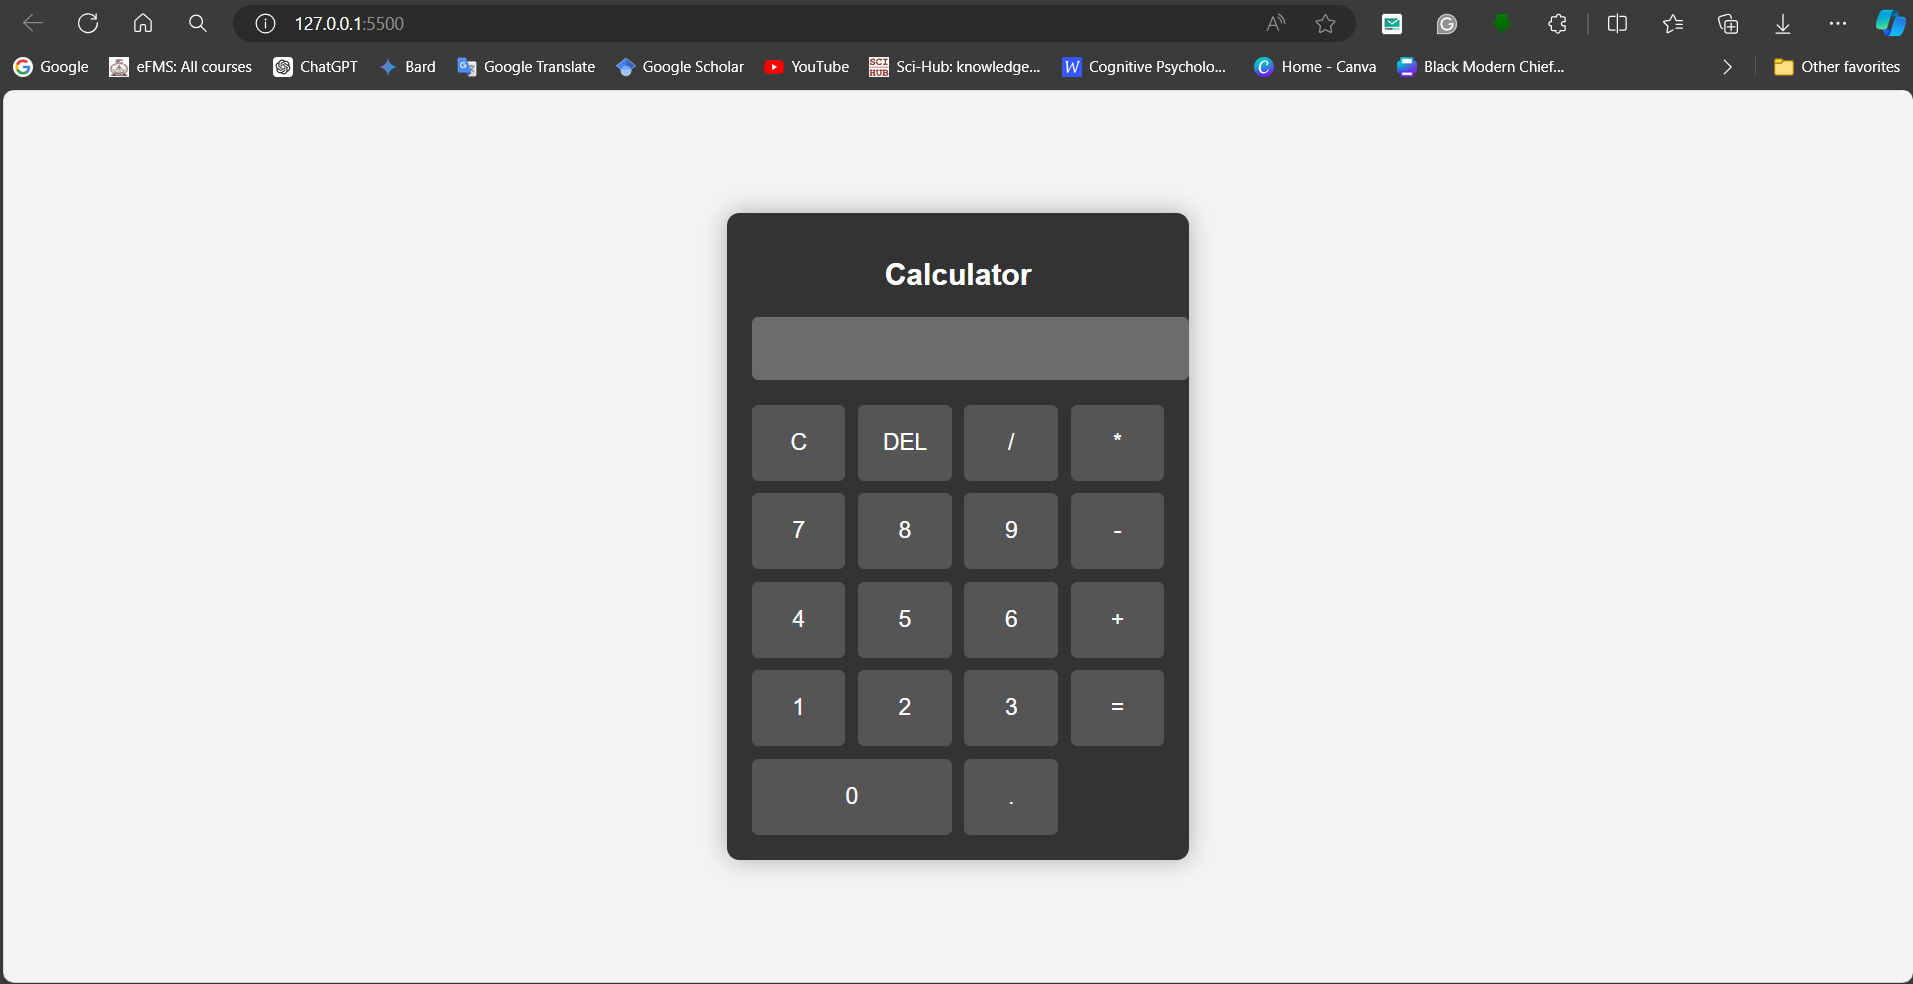 127.0.0.1:5500
Google eFMS: All courses ChatGPT Bard Google Translate Google Scholar YouTube SCI HUB Sci-Hub: knowledge... W Cognitive Psycholo... C Home - Canva Black Modern Chief... Other favorites
Calculator
C DEL / *
7 8 9 -
4 5 6 +
1 2 3 =
0 .